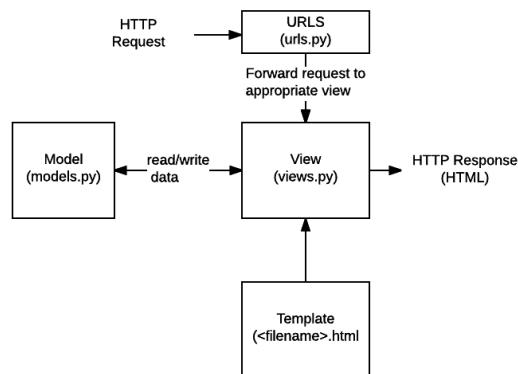 HTTP
Request
URLS
(urls.py)
Forward request to
appropriate view
Model
(models.py)
read/write
data
View
(views.py)
HTTP Response
(HTML)
Template
(<filename>.html